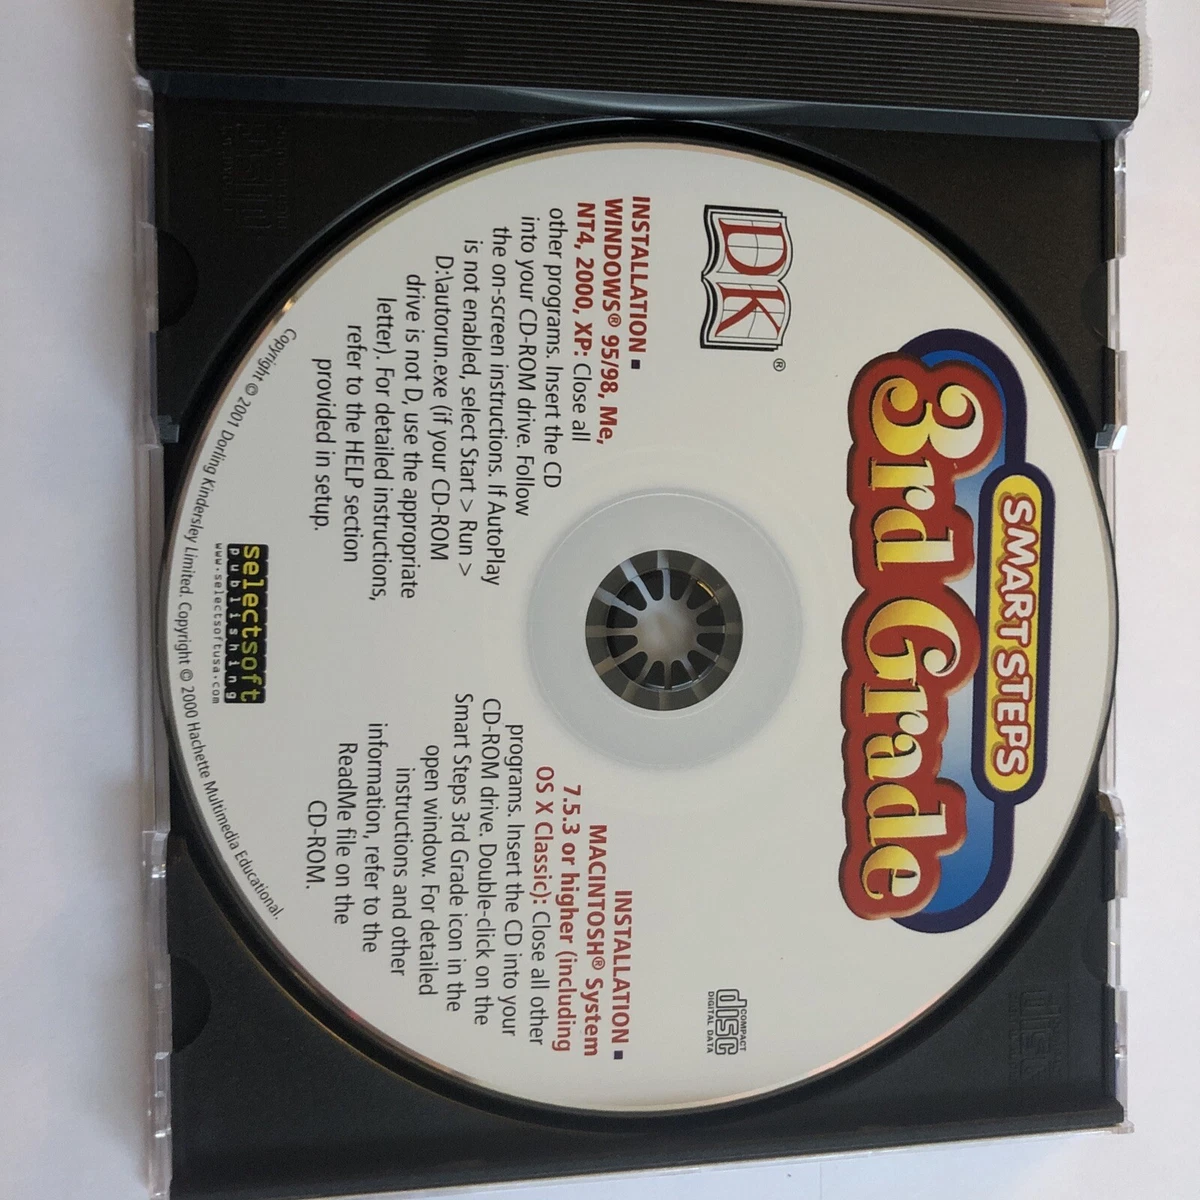 SMART STEPS
3rd Grade
DK®
COMPACT
disc
DIGITAL DATA
INSTALLATION ▪
WINDOWS® 95/98, Me,
NT4, 2000, XP: Close all
other programs. Insert the CD
into your CD-ROM drive. Follow
the on-screen instructions. If AutoPlay
is not enabled, select Start > Run >
D:\autorun.exe (if your CD-ROM
drive is not D, use the appropriate
letter). For detailed instructions,
refer to the HELP section
provided in setup.
INSTALLATION ▪
MACINTOSH® System
7.5.3 or higher (including
OS X Classic): Close all other
programs. Insert the CD into your
CD-ROM drive. Double-click on the
Smart Steps 3rd Grade icon in the
open window. For detailed
instructions and other
information, refer to the
ReadMe file on the
CD-ROM.
selectsoft
publishing
www.selectsoftusa.com
Copyright © 2001 Dorling Kindersley Limited. Copyright © 2000 Hachette Multimedia Educational.